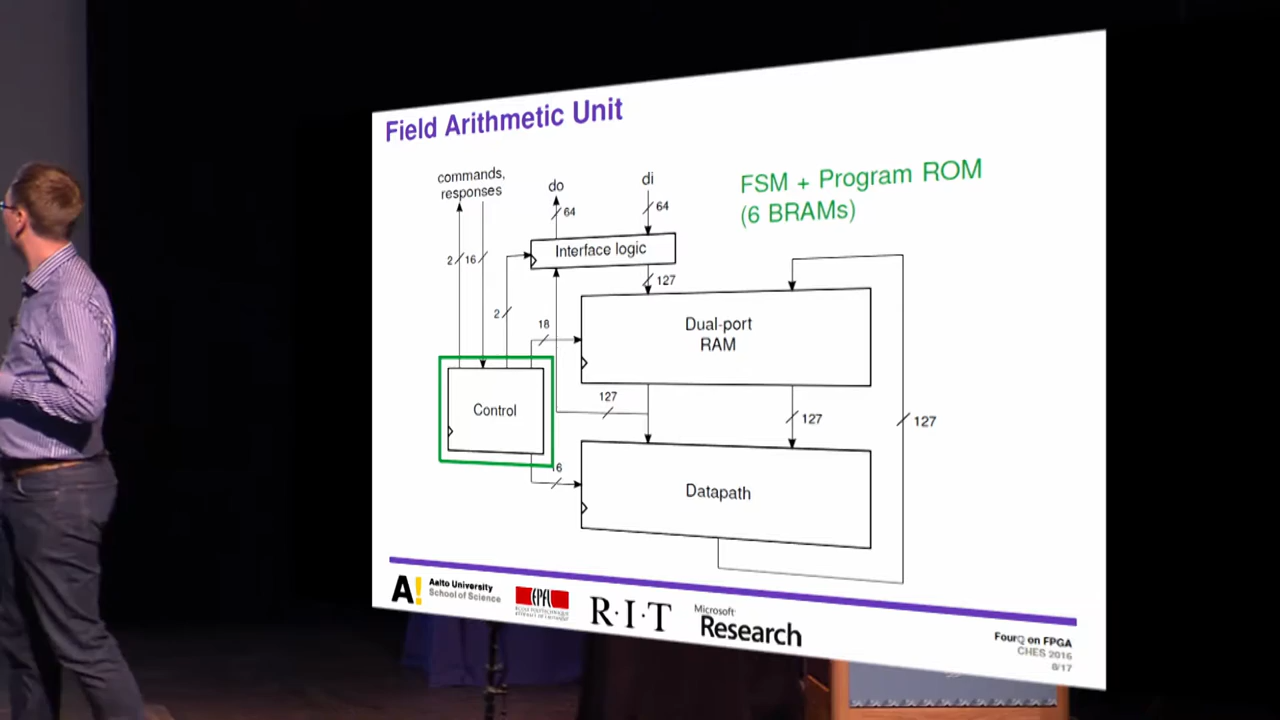 Field Arithmetic Unit
commands,
responses
do
di
FSM + Program ROM
(6 BRAMs)
64
64
Interface logic
2
16
127
2
18
Dual-port
RAM
127
Control
127
127
6
Datapath
A!
Aalto University
School of Science
EPFL
R·I·T
Microsoft
Research
FourQ on FPGA
CHES 2016
8/17